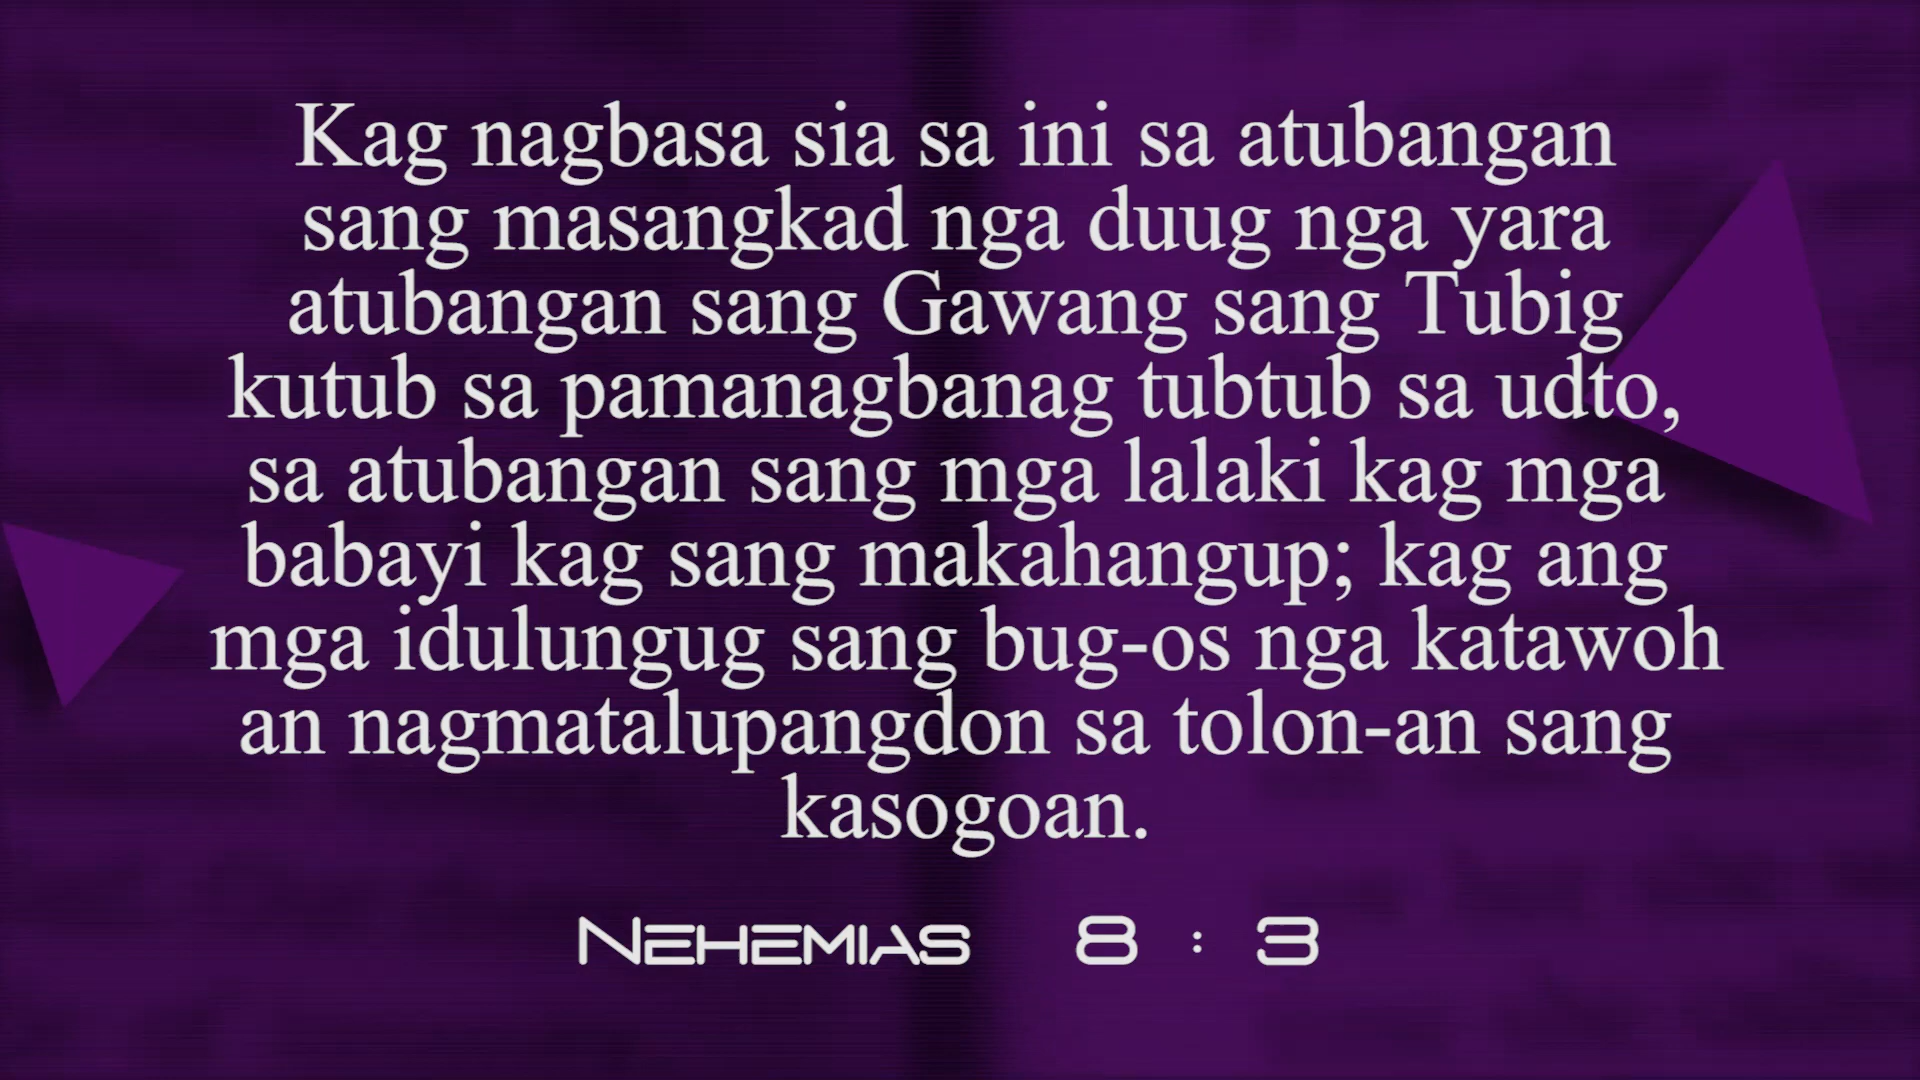 Kag nagbasa sia sa ini sa atubangan
sang masangkad nga duug nga yara
atubangan sang Gawang sang Tubig
kutub sa pamanagbanag tubtub sa udto,
sa atubangan sang mga lalaki kag mga
babayi kag sang makahangup; kag ang
mga idulungug sang bug-os nga katawoh
an nagmatalupangdon sa tolon-an sang
kasogoan.
Nehemias 8 : 3